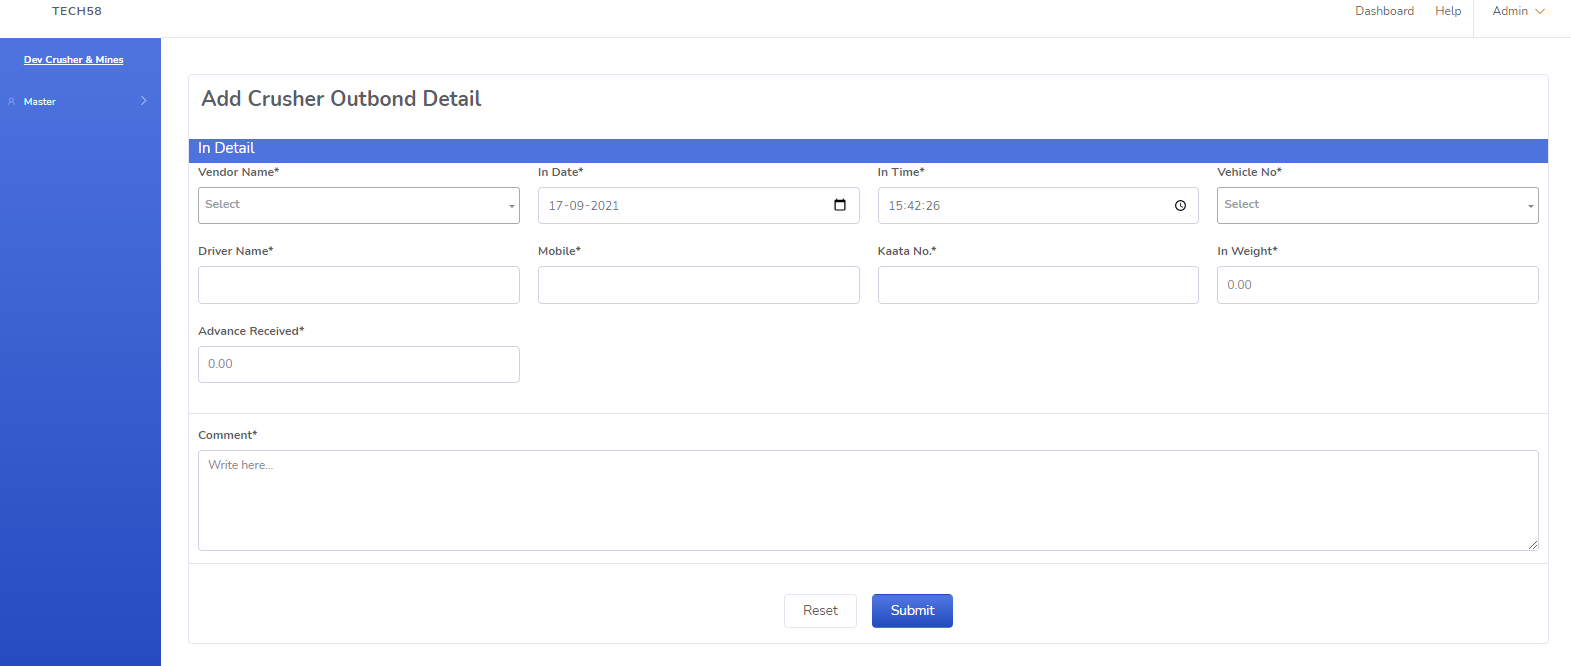 TECH58
Dashboard Help Admin
Dev Crusher & Mines
Master
Add Crusher Outbond Detail
In Detail
Vendor Name* In Date* In Time* Vehicle No*
Select 17-09-2021 15:42:26 Select
Driver Name* Mobile* Kaata No.* In Weight*
0.00
Advance Received*
0.00
Comment*
Write here...
Reset Submit